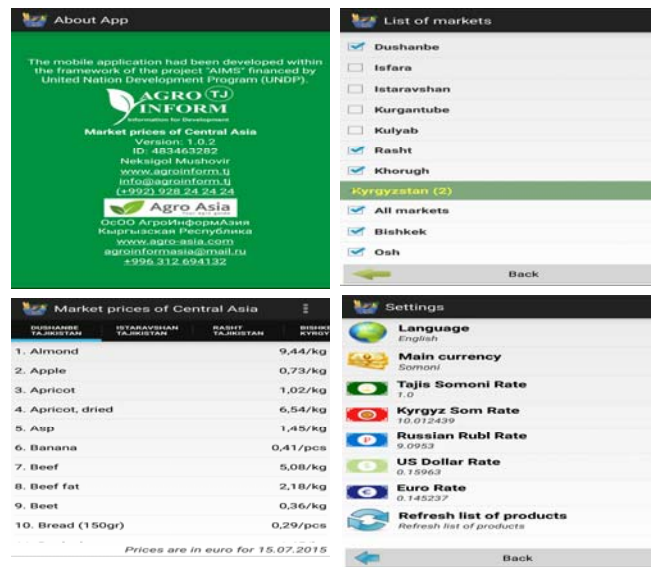 About App
The mobile application had been developed within
the framework of the project "AIMS" financed by
United Nation Development Program (UNDP).
AGRO TJ
INFORM
Information for Development
Market prices of Central Asia
Version: 1.0.2
ID: 483463282
Neksigol Mushovir
www.agroinform.tj
info@agroinform.tj
(+992) 928 24 24 24
Agro Asia
Your agro guide
ОсОО АгроИнформАзия
Кыргызская Республика
www.agro-asia.com
agroinformasia@mail.ru
+996 312 694132
List of markets
Dushanbe
Isfara
Istaravshan
Kurgantube
Kulyab
Rasht
Khorugh
Kyrgyzstan (2)
All markets
Bishkek
Osh
Back
Market prices of Central Asia
DUSHANBE ISTARAVSHAN RASHT BISHK
TAJIKISTAN TAJIKISTAN TAJIKISTAN KYRGY
1. Almond 9,44/kg
2. Apple 0,73/kg
3. Apricot 1,02/kg
4. Apricot, dried 6,54/kg
5. Asp 1,45/kg
6. Banana 0,41/pcs
7. Beef 5,08/kg
8. Beef fat 2,18/kg
9. Beet 0,36/kg
10. Bread (150gr) 0,29/pcs
Prices are in euro for 15.07.2015
Settings
Language
English
Main currency
Somoni
Tajis Somoni Rate
1.0
Kyrgyz Som Rate
10.012439
Russian Rubl Rate
9.0953
US Dollar Rate
0.15963
Euro Rate
0.145237
Refresh list of products
Refresh list of products
Back